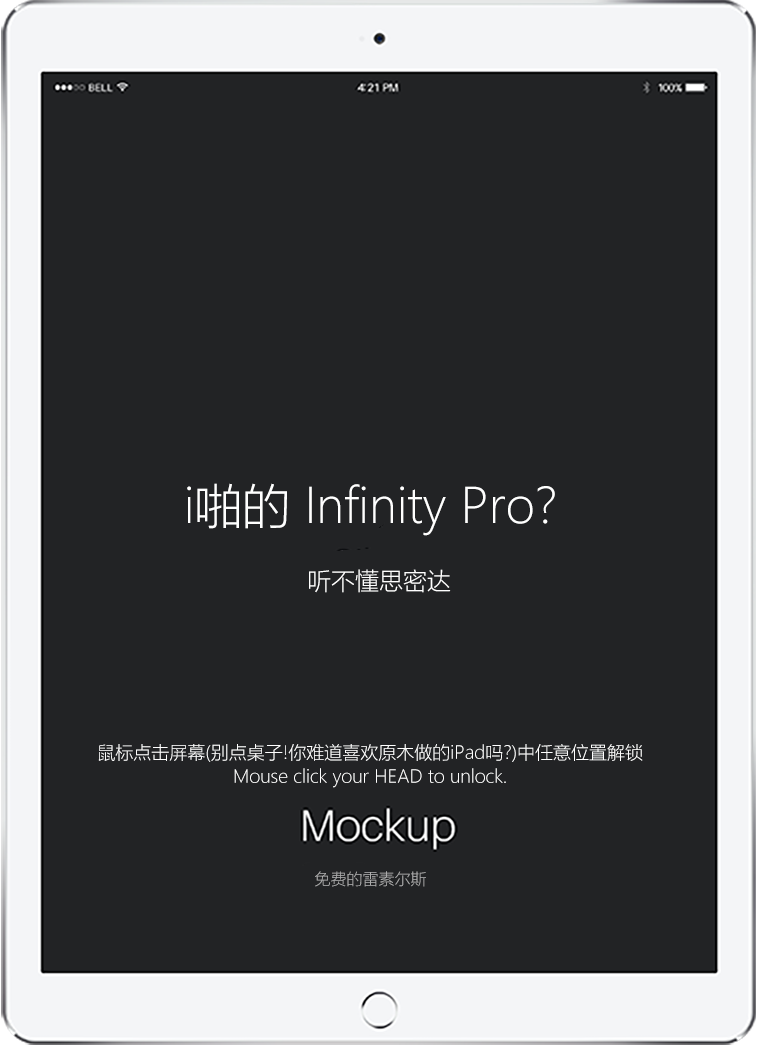 ●●●○○ BELL 4:21 PM 100%
i啪的 Infinity Pro?
听不懂思密达
鼠标点击屏幕(别点桌子!你难道喜欢原木做的iPad吗?)中任意位置解锁
Mouse click your HEAD to unlock.
Mockup
免费的雷素尔斯